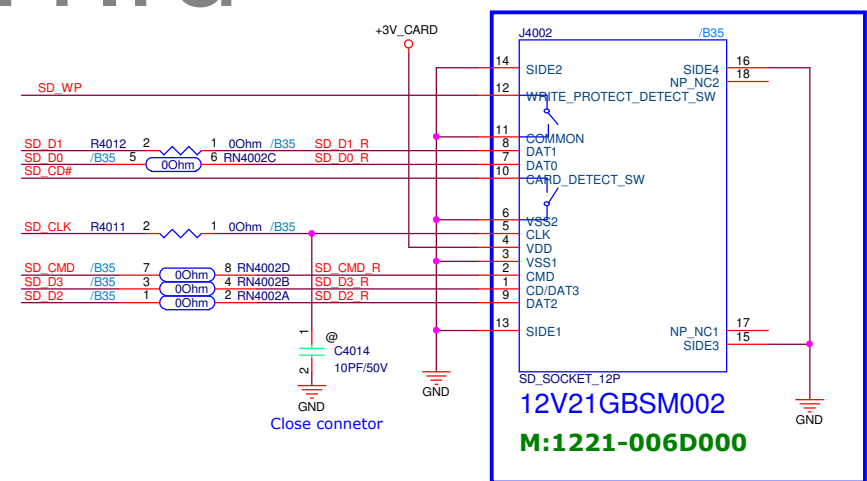 +3V_CARD
J4002 /B35
14 SIDE2 SIDE4 16
NP_NC2 18
SD_WP 12 WRITE_PROTECT_DETECT_SW
11 COMMON
SD_D1 R4012 2 1 0Ohm /B35 SD_D1_R 8 DAT1
SD_D0 /B35 5 0Ohm 6 RN4002C SD_D0_R 7 DAT0
SD_CD# 10 CARD_DETECT_SW
6 VSS2
SD_CLK R4011 2 1 0Ohm /B35 5 CLK
4 VDD
3 VSS1
SD_CMD /B35 7 0Ohm 8 RN4002D SD_CMD_R 2 CMD
SD_D3 /B35 3 0Ohm 4 RN4002B SD_D3_R 1 CD/DAT3
SD_D2 /B35 1 0Ohm 2 RN4002A SD_D2_R 9 DAT2
13 SIDE1 NP_NC1 17
SIDE3 15
1 @
C4014
2 10PF/50V
GND
GND
GND
Close connetor
SD_SOCKET_12P
12V21GBSM002
M:1221-006D000